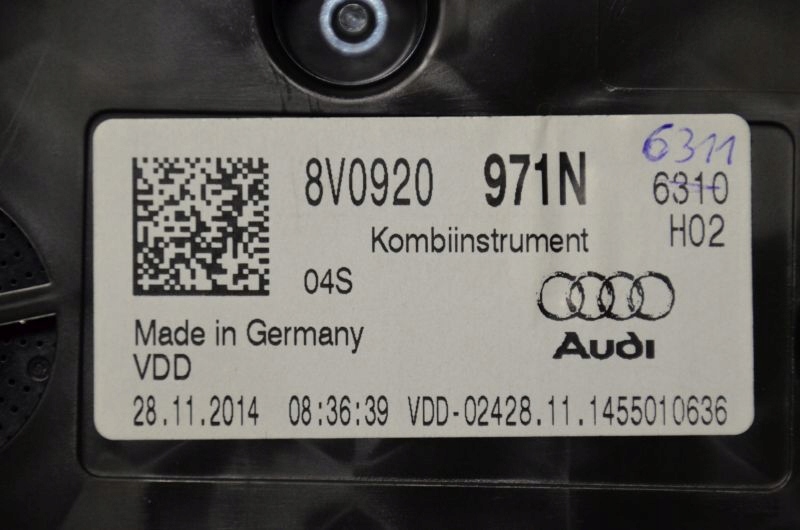 6311
8V0920 971N 6310
Kombiinstrument H02
04S
Audi
Made in Germany
VDD
28.11.2014 08:36:39 VDD-02428.11.1455010636